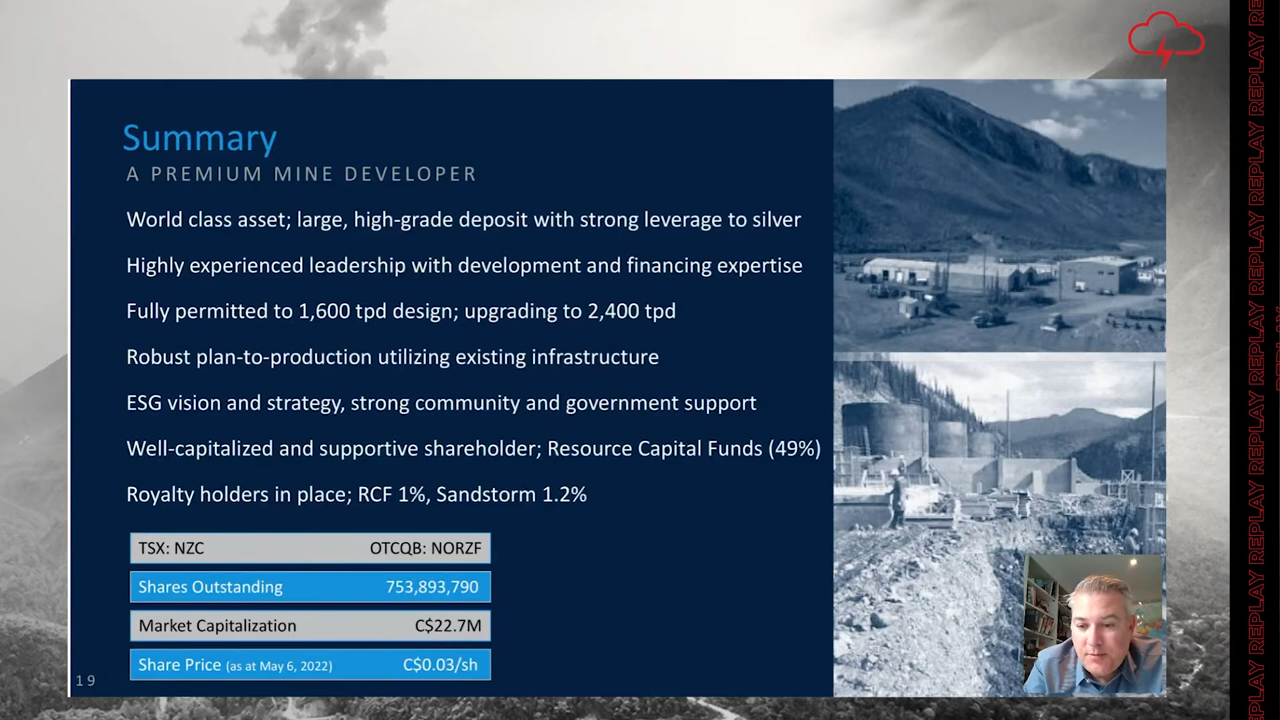 Summary
A PREMIUM MINE DEVELOPER
World class asset; large, high-grade deposit with strong leverage to silver
Highly experienced leadership with development and financing expertise
Fully permitted to 1,600 tpd design; upgrading to 2,400 tpd
Robust plan-to-production utilizing existing infrastructure
ESG vision and strategy, strong community and government support
Well-capitalized and supportive shareholder; Resource Capital Funds (49%)
Royalty holders in place; RCF 1%, Sandstorm 1.2%
TSX: NZC OTCQB: NORZF
Shares Outstanding 753,893,790
Market Capitalization C$22.7M
Share Price (as at May 6, 2022) C$0.03/sh
19
REPLAY REPLAY REPLAY REPLAY REPLAY REPLAY REPLAY REPLAY